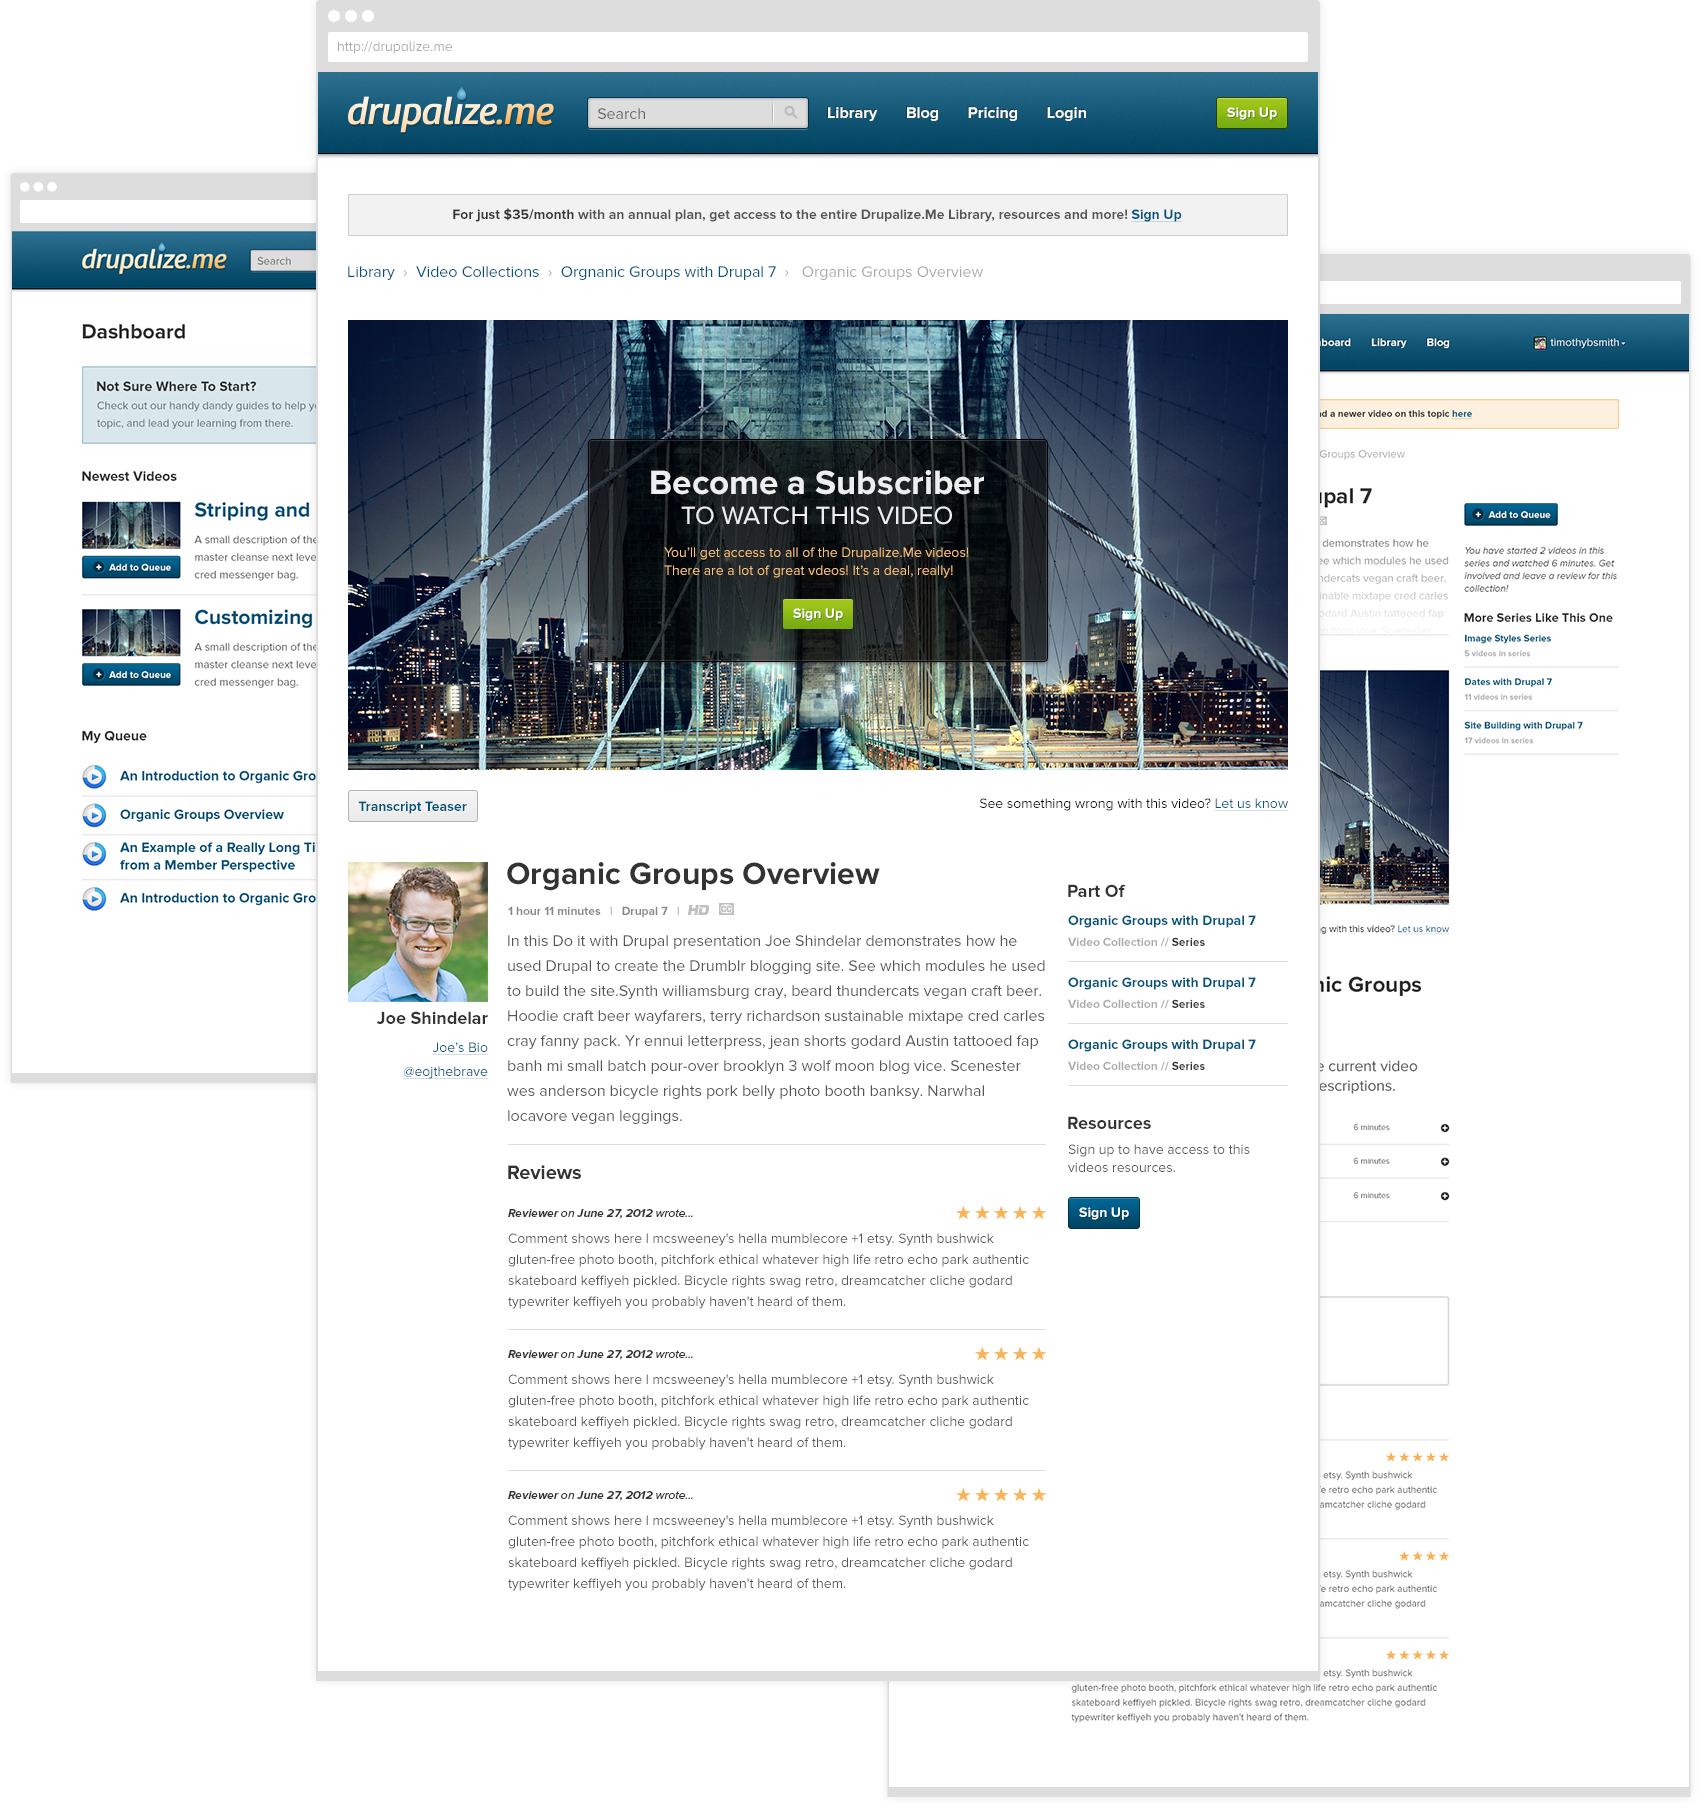 http://drupalize.me
drupalize.me
Search
Library
Blog
Pricing
Login
Sign Up
For just $35/month with an annual plan, get access to the entire Drupalize.Me Library, resources and more! Sign Up
Library › Video Collections › Orgnanic Groups with Drupal 7 › Organic Groups Overview
Become a Subscriber
TO WATCH THIS VIDEO
You'll get access to all of the Drupalize.Me videos!
There are a lot of great vdeos! It's a deal, really!
Sign Up
Transcript Teaser
See something wrong with this video? Let us know
Joe Shindelar
Joe's Bio
@eojthebrave
Organic Groups Overview
1 hour 11 minutes | Drupal 7 | HD CC
In this Do it with Drupal presentation Joe Shindelar demonstrates how he
used Drupal to create the Drumblr blogging site. See which modules he used
to build the site.Synth williamsburg cray, beard thundercats vegan craft beer.
Hoodie craft beer wayfarers, terry richardson sustainable mixtape cred carles
cray fanny pack. Yr ennui letterpress, jean shorts godard Austin tattooed fap
banh mi small batch pour-over brooklyn 3 wolf moon blog vice. Scenester
wes anderson bicycle rights pork belly photo booth banksy. Narwhal
locavore vegan leggings.
Reviews
Reviewer on June 27, 2012 wrote...
Comment shows here I mcsweeney's hella mumblecore +1 etsy. Synth bushwick
gluten-free photo booth, pitchfork ethical whatever high life retro echo park authentic
skateboard keffiyeh pickled. Bicycle rights swag retro, dreamcatcher cliche godard
typewriter keffiyeh you probably haven't heard of them.
Reviewer on June 27, 2012 wrote...
Comment shows here I mcsweeney's hella mumblecore +1 etsy. Synth bushwick
gluten-free photo booth, pitchfork ethical whatever high life retro echo park authentic
skateboard keffiyeh pickled. Bicycle rights swag retro, dreamcatcher cliche godard
typewriter keffiyeh you probably haven't heard of them.
Reviewer on June 27, 2012 wrote...
Comment shows here I mcsweeney's hella mumblecore +1 etsy. Synth bushwick
gluten-free photo booth, pitchfork ethical whatever high life retro echo park authentic
skateboard keffiyeh pickled. Bicycle rights swag retro, dreamcatcher cliche godard
typewriter keffiyeh you probably haven't heard of them.
Part Of
Organic Groups with Drupal 7
Video Collection // Series
Organic Groups with Drupal 7
Video Collection // Series
Organic Groups with Drupal 7
Video Collection // Series
Resources
Sign up to have access to this
videos resources.
Sign Up
drupalize.me
Search
Dashboard
Not Sure Where To Start?
Check out our handy dandy guides to help y
topic, and lead your learning from there.
Newest Videos
Striping and
A small description of the
master cleanse next leve
cred messenger bag.
Add to Queue
Customizing
A small description of the
master cleanse next leve
cred messenger bag.
Add to Queue
My Queue
An Introduction to Organic Gro
Organic Groups Overview
An Example of a Really Long Ti
from a Member Perspective
An Introduction to Organic Gro
board
Library
Blog
timothybsmith
d a newer video on this topic here
Groups Overview
pal 7
demonstrates how he
ee which modules he used
ndercats vegan craft beer.
inable mixtape cred carles
odard Austin tattooed fap
Scenester
Add to Queue
You have started 2 videos in this
series and watched 6 minutes. Get
involved and leave a review for this
collection!
More Series Like This One
Image Styles Series
5 videos in series
Dates with Drupal 7
11 videos in series
Site Building with Drupal 7
17 videos in series
g with this video? Let us know
nic Groups
e current video
escriptions.
6 minutes
6 minutes
6 minutes
etsy. Synth bushwick
fe retro echo park authentic
amcatcher cliche godard
etsy. Synth bushwick
fe retro echo park authentic
amcatcher cliche godard
etsy. Synth bushwick
gluten-free photo booth, pitchfork ethical whatever high life retro echo park authentic
skateboard keffiyeh pickled. Bicycle rights swag retro, dreamcatcher cliche godard
typewriter keffiyeh you probably haven't heard of them.